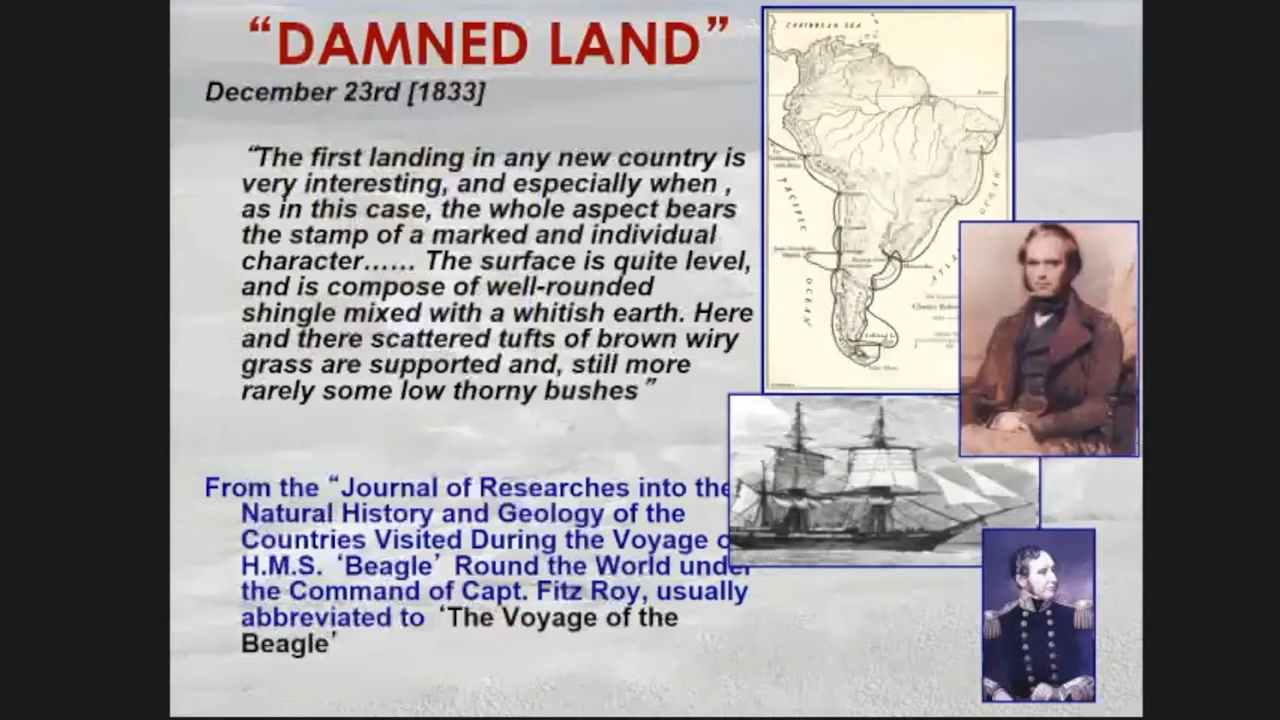 “DAMNED LAND”
December 23rd [1833]
“The first landing in any new country is
very interesting, and especially when ,
as in this case, the whole aspect bears
the stamp of a marked and individual
character...... The surface is quite level,
and is compose of well-rounded
shingle mixed with a whitish earth. Here
and there scattered tufts of brown wiry
grass are supported and, still more
rarely some low thorny bushes ”
From the “Journal of Researches into the
Natural History and Geology of the
Countries Visited During the Voyage
H.M.S. ‘Beagle’ Round the World under
the Command of Capt. Fitz Roy, usually
abbreviated to ‘The Voyage of the
Beagle’
CARIBBEAN SEA
PACIFIC
OCEAN
OCEAN